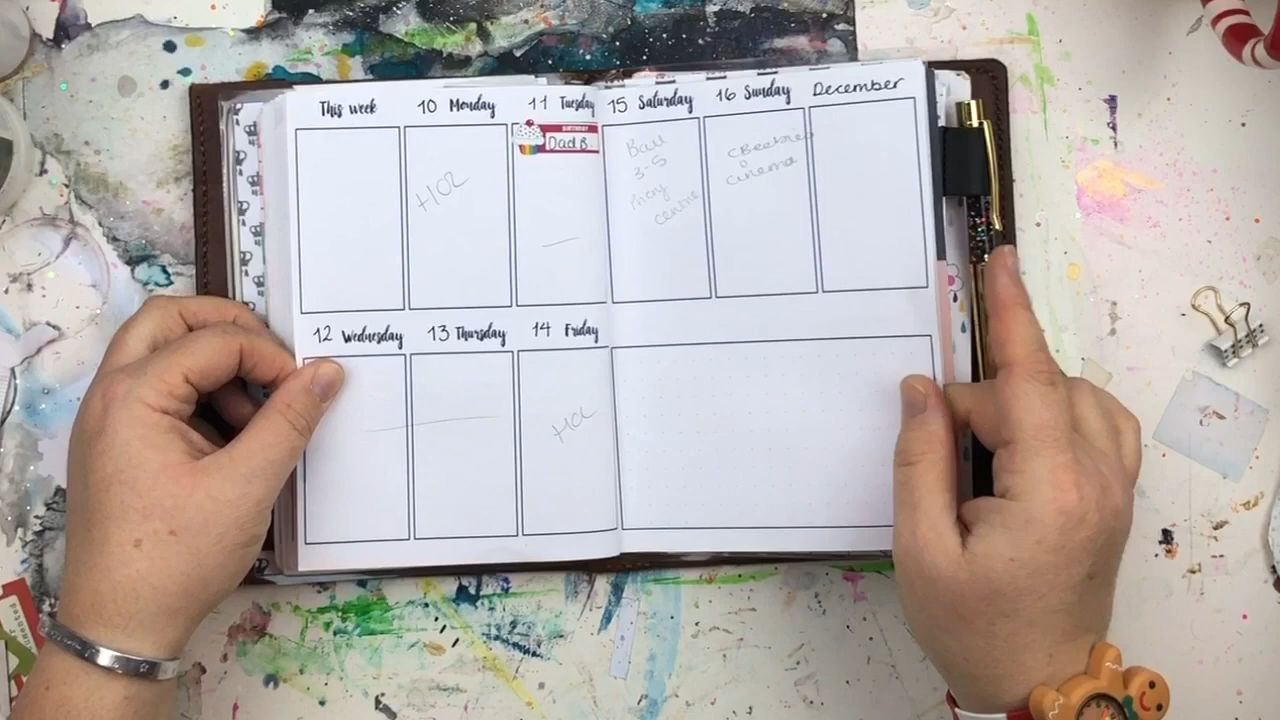 This week
10 Monday
11 Tuesday
15 Saturday
16 Sunday
December
HOL
BIRTHDAY
Dad B.
Ball
3-5
cinema
12 Wednesday
13 Thursday
14 Friday
HOL